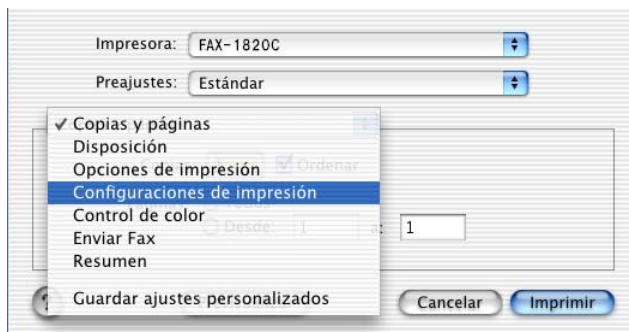 Impresora: FAX-1820C
Preajustes: Estándar
✓ Copias y páginas
Disposición
Opciones de impresión
Ordenar
Configuraciones de impresión
Control de color
Desde: 1 a: 1
Enviar Fax
Resumen
Guardar ajustes personalizados
? Cancelar Imprimir